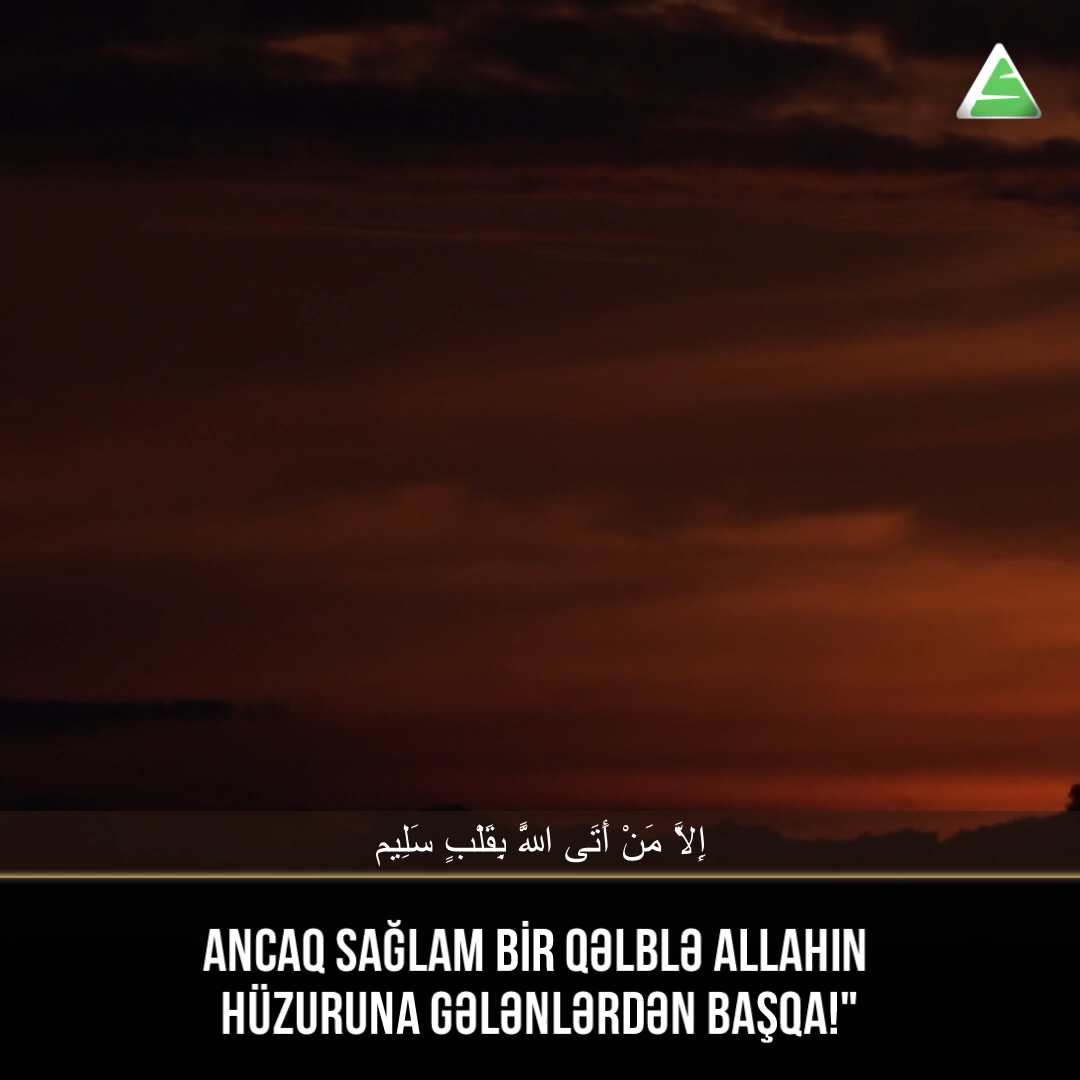 إِلاَّ مَنْ أَتَى اللهَّ بِقَلْبٍ سَلِيم
ANCAQ SAĞLAM BİR QƏLBLƏ ALLAHIN
HÜZURUNA GƏLƏNLƏRDƏN BAŞQA!"